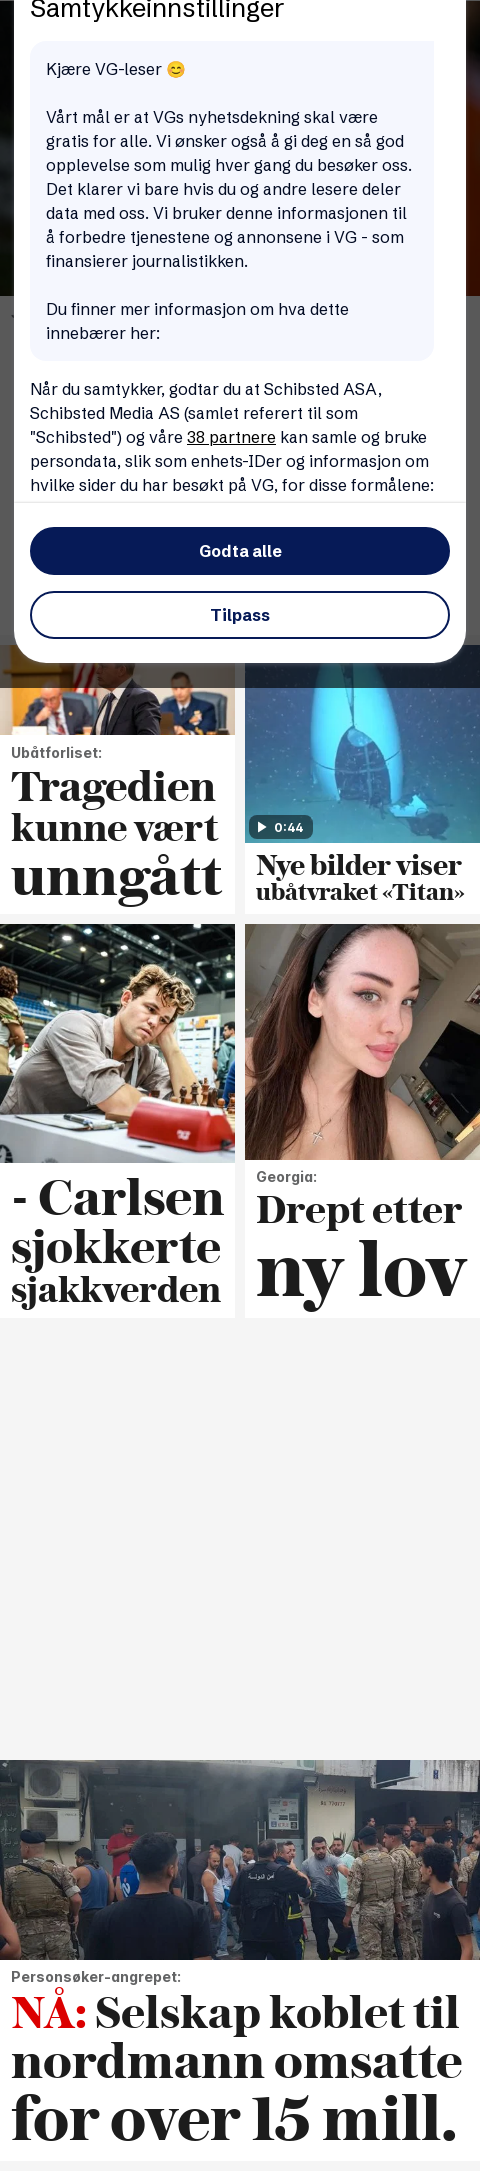 Samtykkeinnstillinger
Kjære VG-leser 😊
Vårt mål er at VGs nyhetsdekning skal være
gratis for alle. Vi ønsker også å gi deg en så god
opplevelse som mulig hver gang du besøker oss.
Det klarer vi bare hvis du og andre lesere deler
data med oss. Vi bruker denne informasjonen til
å forbedre tjenestene og annonsene i VG - som
finansierer journalistikken.
Du finner mer informasjon om hva dette
innebærer her:
Når du samtykker, godtar du at Schibsted ASA,
Schibsted Media AS (samlet referert til som
"Schibsted") og våre 38 partnere kan samle og bruke
persondata, slik som enhets-IDer og informasjon om
hvilke sider du har besøkt på VG, for disse formålene:
Godta alle
Tilpass
Ubåtforliset:
Tragedien
kunne vært
unngått
0:44
Nye bilder viser
ubåtvraket «Titan»
- Carlsen
sjokkerte
sjakkverden
Georgia:
Drept etter
ny lov
Personsøker-angrepet:
NÅ: Selskap koblet til
nordmann omsatte
for over 15 mill.